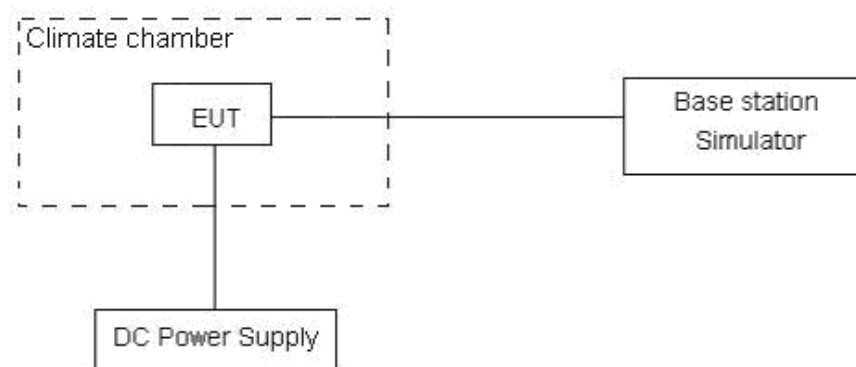 Climate chamber
EUT
Base station
Simulator
DC Power Supply